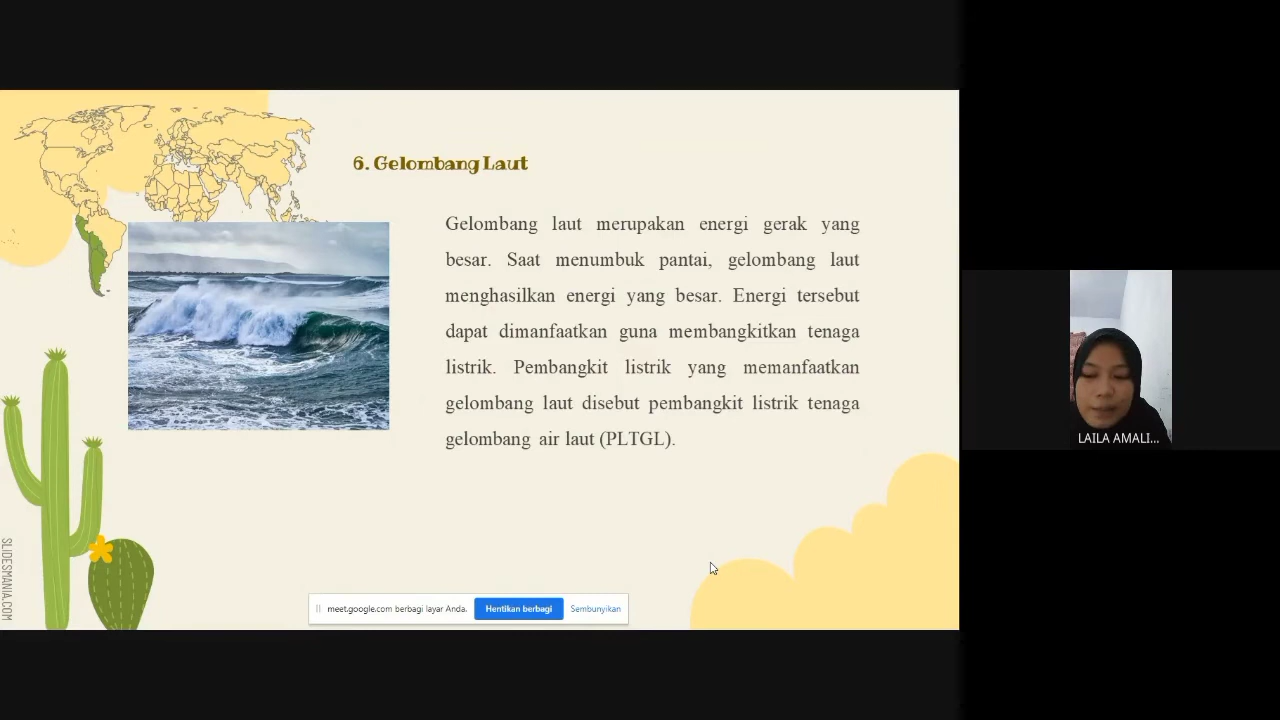 6. Gelombang Laut
Gelombang laut merupakan energi gerak yang
besar. Saat menumbuk pantai, gelombang laut
menghasilkan energi yang besar. Energi tersebut
dapat dimanfaatkan guna membangkitkan tenaga
listrik. Pembangkit listrik yang memanfaatkan
gelombang laut disebut pembangkit listrik tenaga
gelombang air laut (PLTGL).
LAILA AMALI...
SLIDESMANIA.COM
meet.google.com berbagi layar Anda. Hentikan berbagi Sembunyikan